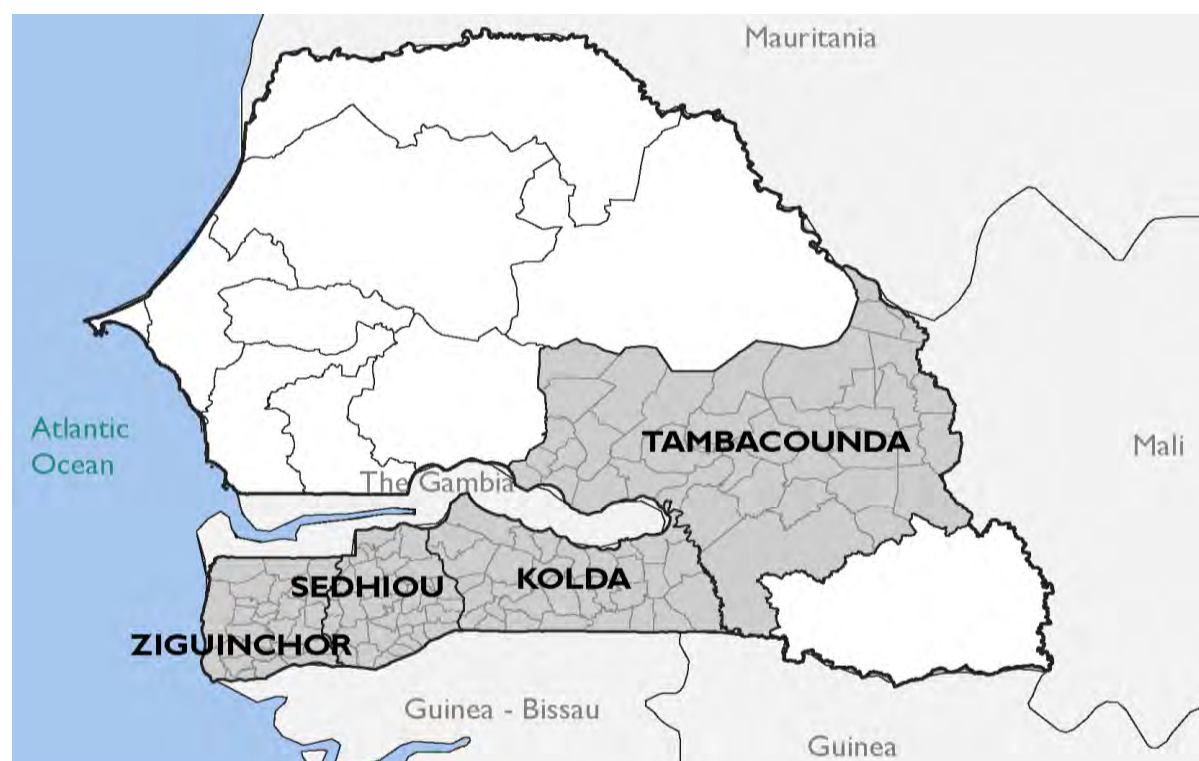 Mauritania
Atlantic
Ocean
TAMBACOUNDA
Mali
The Gambia
SEDHIOU
KOLDA
ZIGUINCHOR
Guinea - Bissau
Guinea